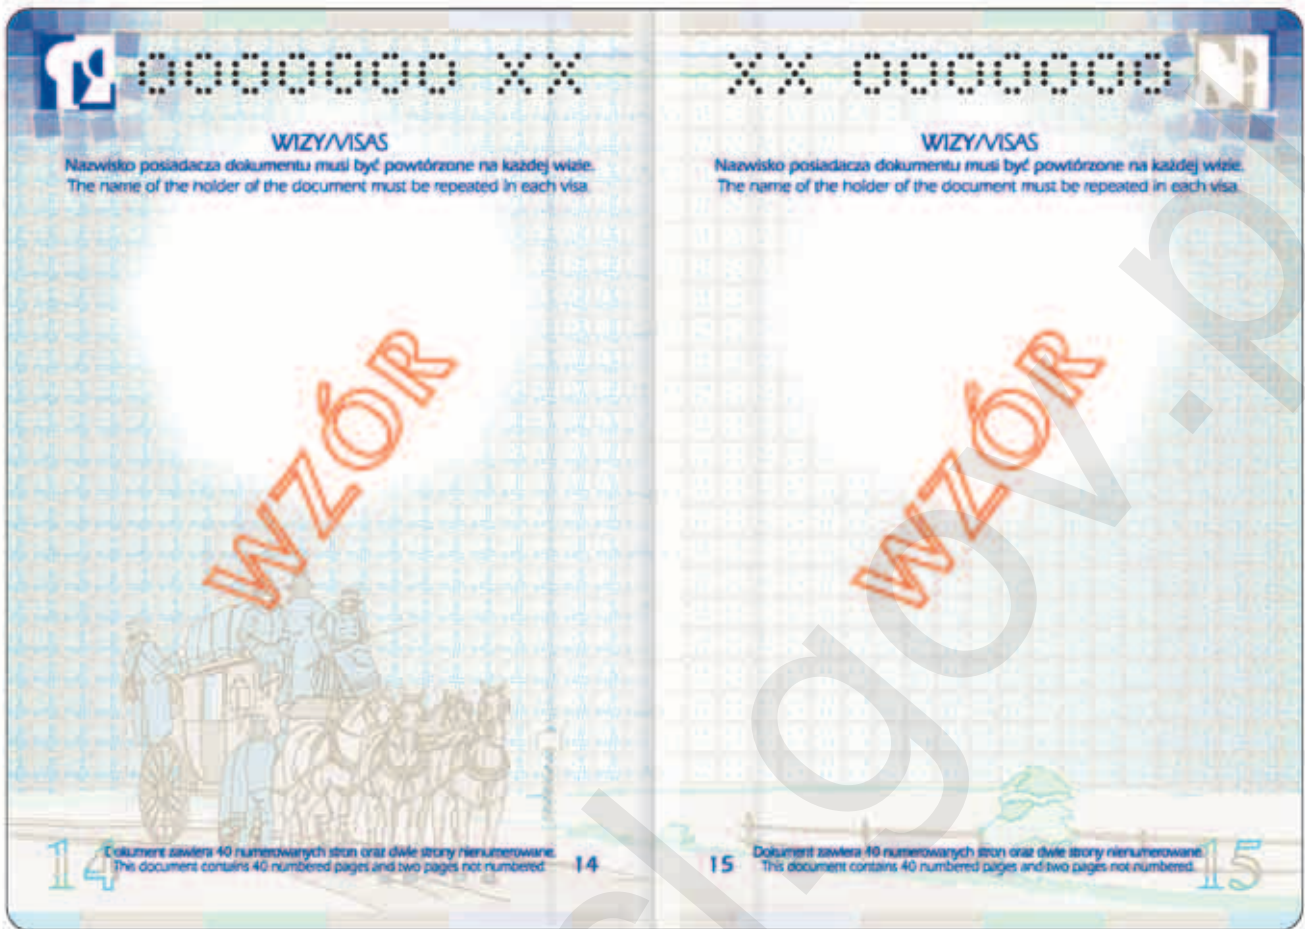 0000000 XX
WIZY/VISAS
Nazwisko posiadacza dokumentu musi być powtórzone na każdej wizie.
The name of the holder of the document must be repeated in each visa.
WZÓR
14
Dokument zawiera 40 numerowanych stron oraz dwie strony nienumerowane.
This document contains 40 numbered pages and two pages not numbered.
14
XX 0000000
WIZY/VISAS
Nazwisko posiadacza dokumentu musi być powtórzone na każdej wizie.
The name of the holder of the document must be repeated in each visa.
WZÓR
15
Dokument zawiera 40 numerowanych stron oraz dwie strony nienumerowane.
This document contains 40 numbered pages and two pages not numbered.
15